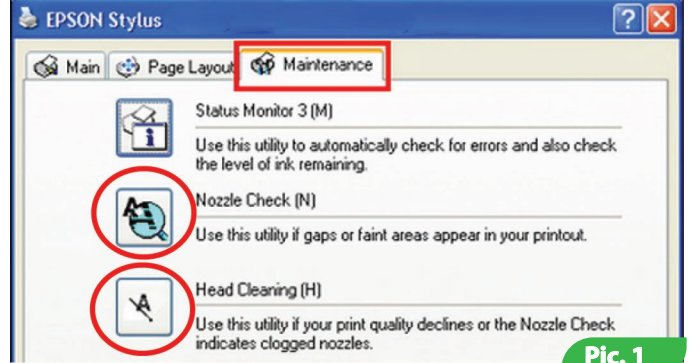 EPSON Stylus
Main Page Layout Maintenance
Status Monitor 3 (M)
Use this utility to automatically check for errors and also check
the level of ink remaining.
Nozzle Check (N)
Use this utility if gaps or faint areas appear in your printout.
Head Cleaning (H)
Use this utility if your print quality declines or the Nozzle Check
indicates clogged nozzles.
Pic. 1